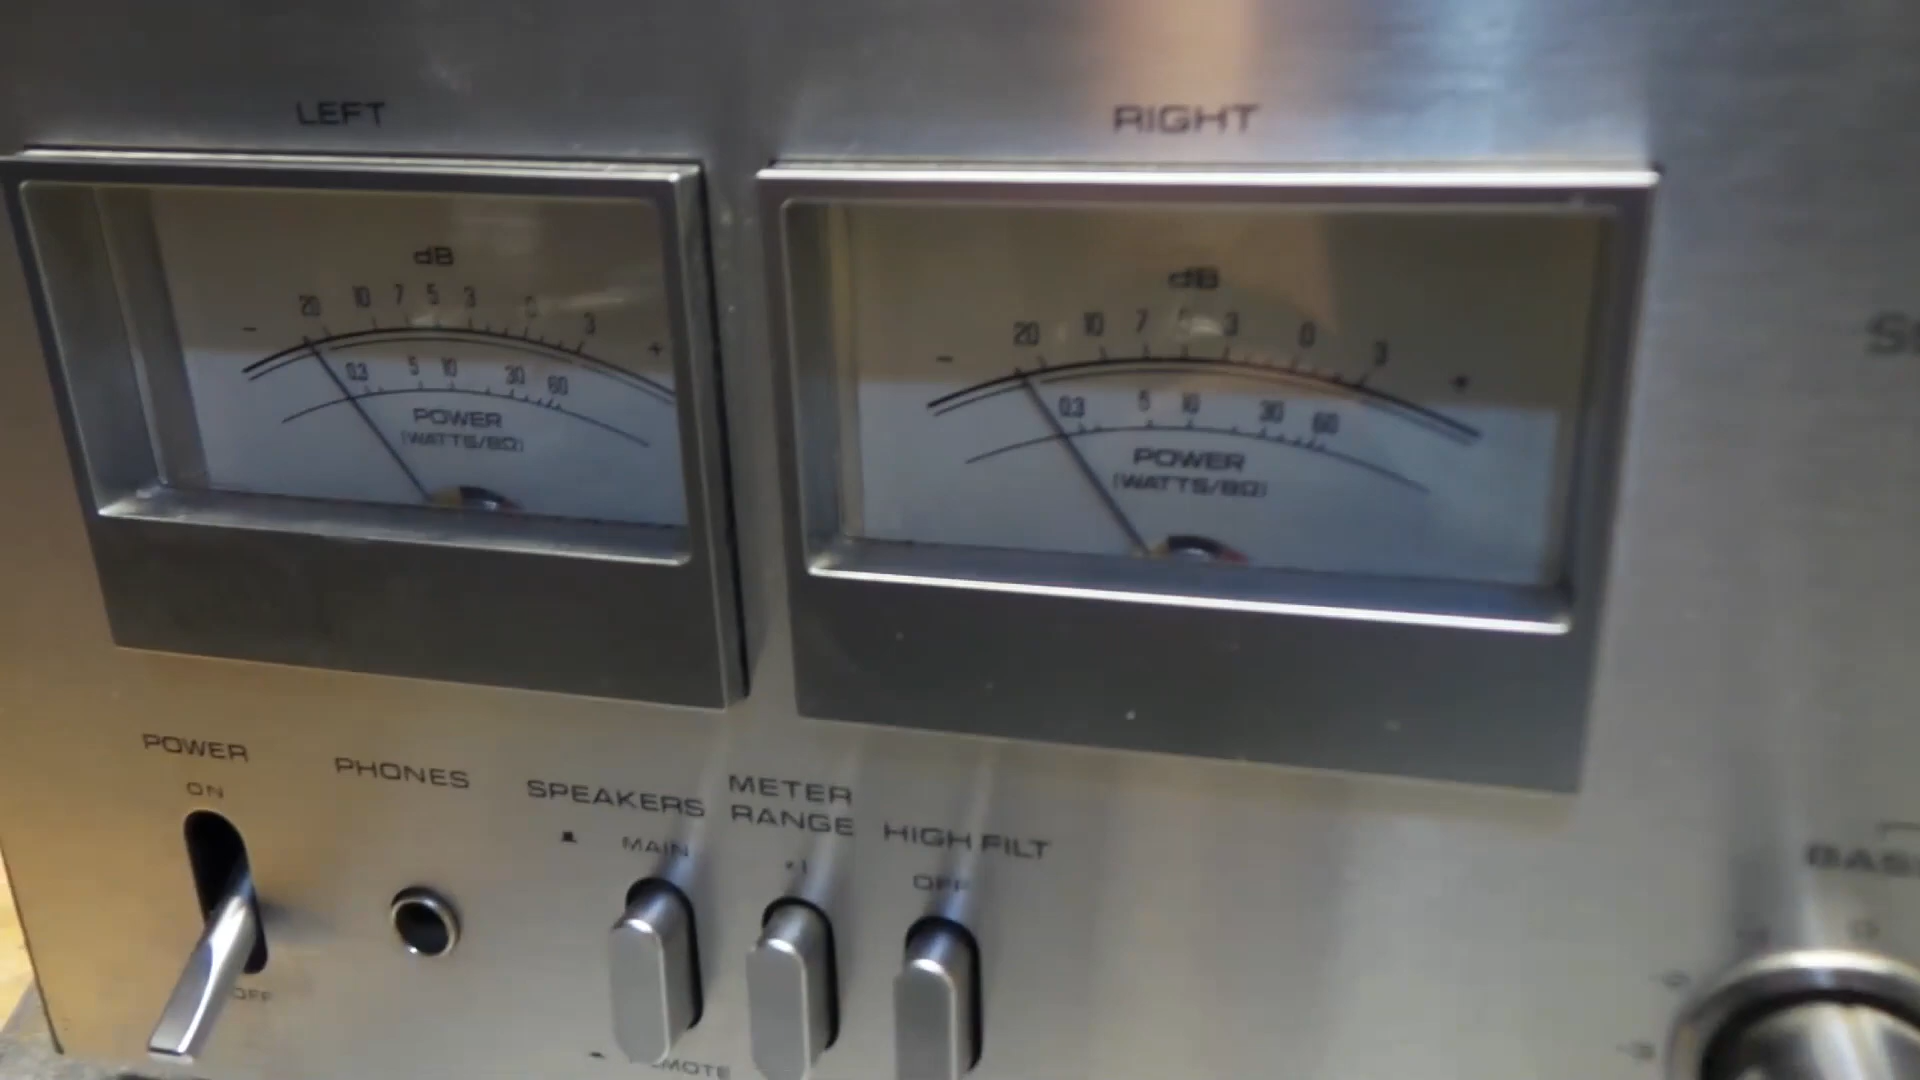 LEFT
RIGHT
dB
20 10 7 5 3 0 3
- +
0.3 5 10 30 60
POWER
(WATTS/8Ω)
dB
20 10 7 5 3 0 3
- +
0.3 5 10 30 60
POWER
(WATTS/8Ω)
POWER
ON
OFF
PHONES
SPEAKERS
MAIN
METER
RANGE
HIGH FILT
OFF